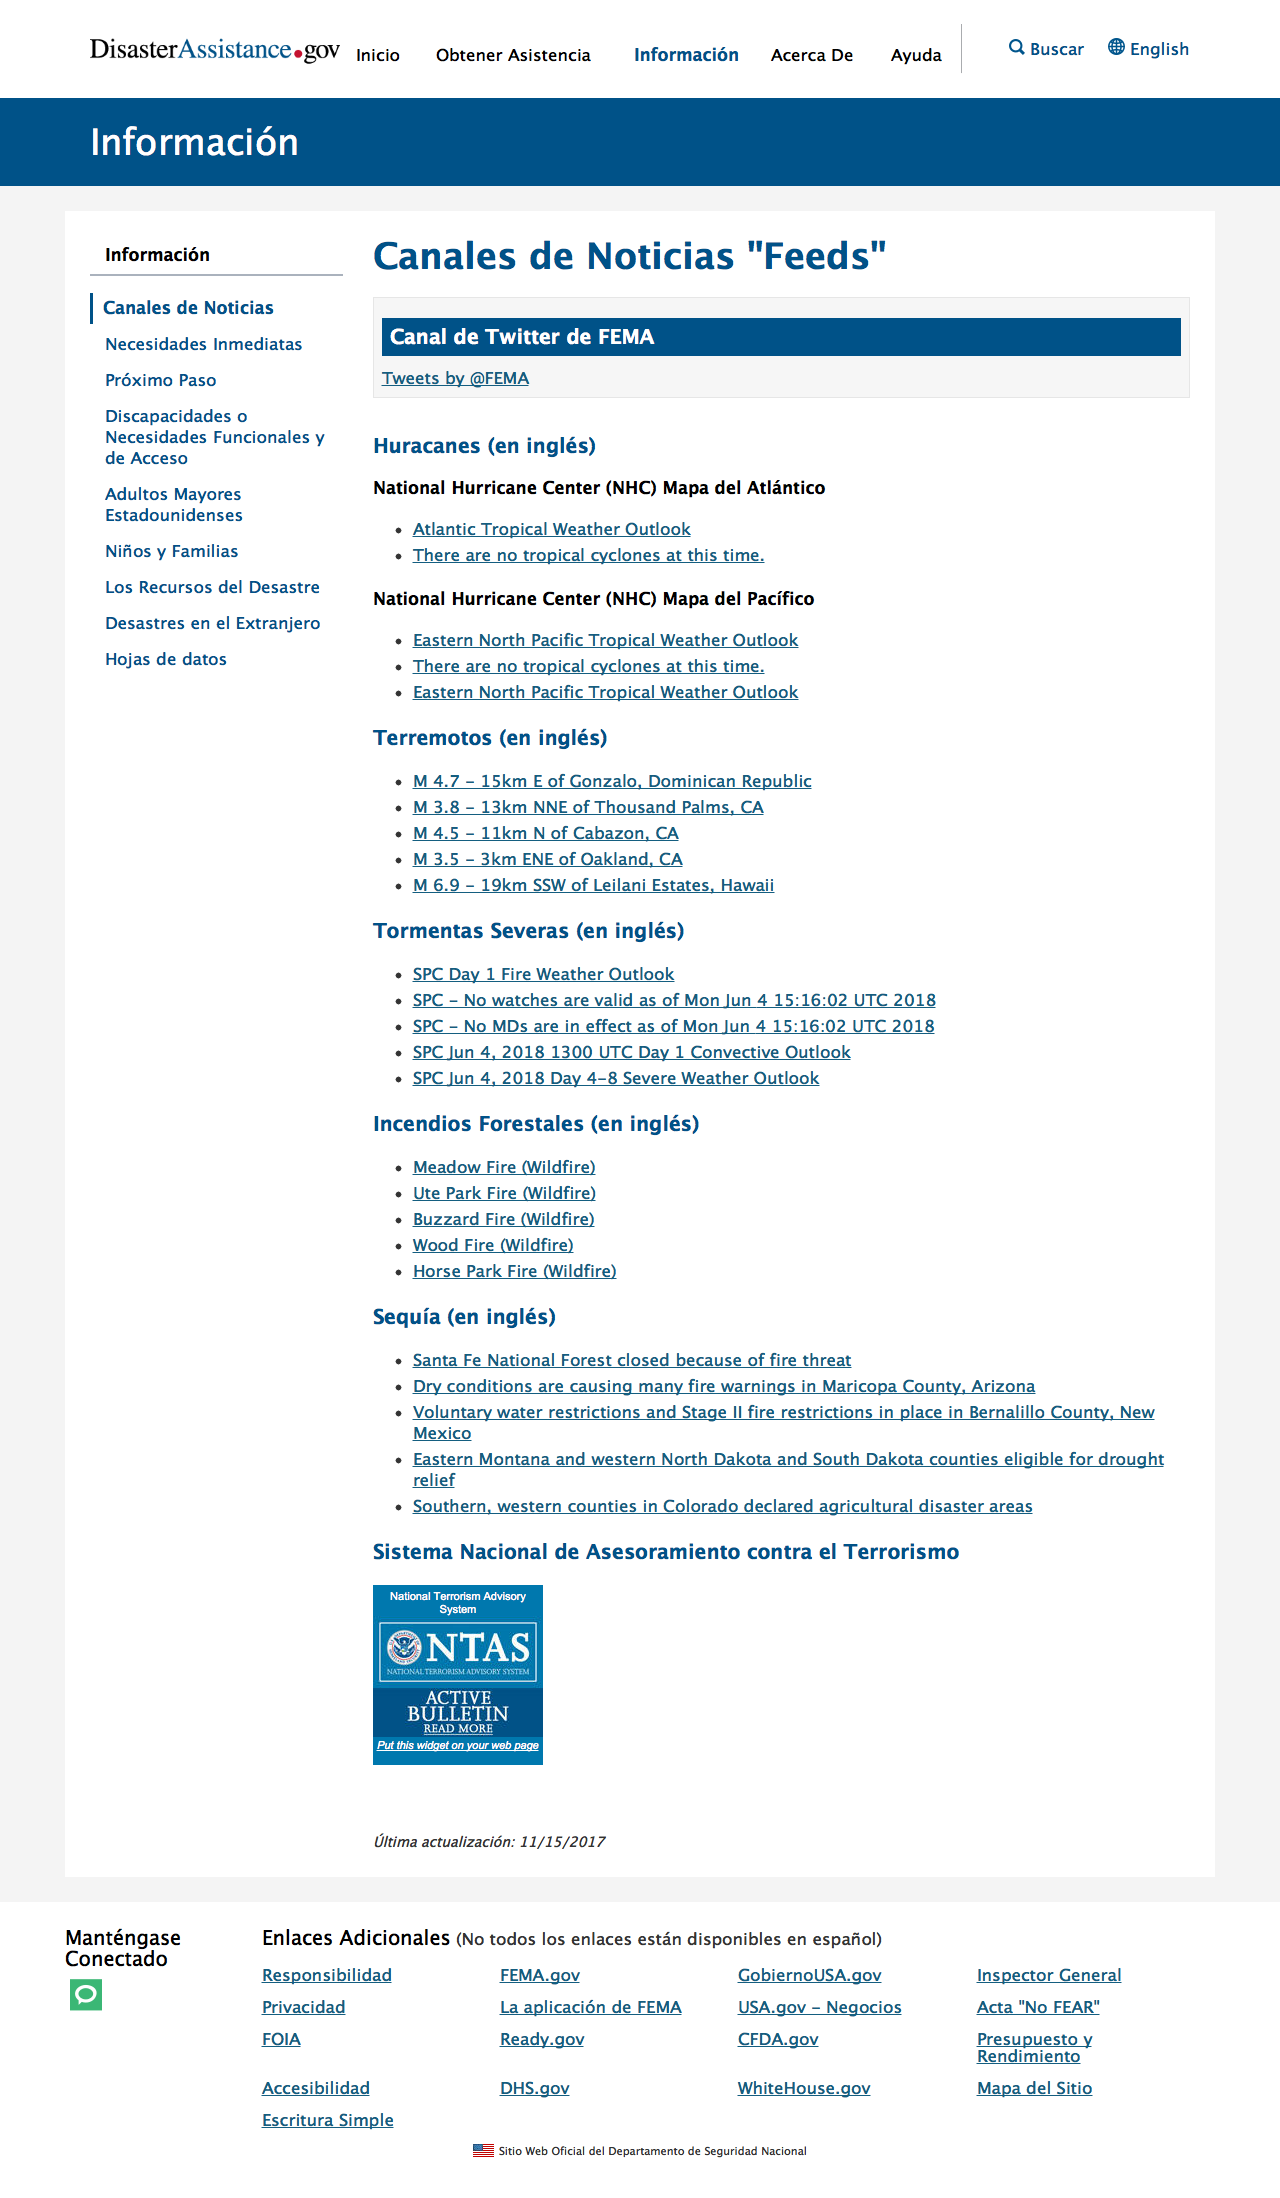 DisasterAssistance.gov
Inicio
Obtener Asistencia
Información
Acerca De
Ayuda
Buscar
English
Información
Información
Canales de Noticias
Necesidades Inmediatas
Próximo Paso
Discapacidades o
Necesidades Funcionales y
de Acceso
Adultos Mayores
Estadounidenses
Niños y Familias
Los Recursos del Desastre
Desastres en el Extranjero
Hojas de datos
Canales de Noticias "Feeds"
Canal de Twitter de FEMA
Tweets by @FEMA
Huracanes (en inglés)
National Hurricane Center (NHC) Mapa del Atlántico
Atlantic Tropical Weather Outlook
There are no tropical cyclones at this time.
National Hurricane Center (NHC) Mapa del Pacífico
Eastern North Pacific Tropical Weather Outlook
There are no tropical cyclones at this time.
Eastern North Pacific Tropical Weather Outlook
Terremotos (en inglés)
M 4.7 - 15km E of Gonzalo, Dominican Republic
M 3.8 - 13km NNE of Thousand Palms, CA
M 4.5 - 11km N of Cabazon, CA
M 3.5 - 3km ENE of Oakland, CA
M 6.9 - 19km SSW of Leilani Estates, Hawaii
Tormentas Severas (en inglés)
SPC Day 1 Fire Weather Outlook
SPC - No watches are valid as of Mon Jun 4 15:16:02 UTC 2018
SPC - No MDs are in effect as of Mon Jun 4 15:16:02 UTC 2018
SPC Jun 4, 2018 1300 UTC Day 1 Convective Outlook
SPC Jun 4, 2018 Day 4-8 Severe Weather Outlook
Incendios Forestales (en inglés)
Meadow Fire (Wildfire)
Ute Park Fire (Wildfire)
Buzzard Fire (Wildfire)
Wood Fire (Wildfire)
Horse Park Fire (Wildfire)
Sequía (en inglés)
Santa Fe National Forest closed because of fire threat
Dry conditions are causing many fire warnings in Maricopa County, Arizona
Voluntary water restrictions and Stage II fire restrictions in place in Bernalillo County, New
Mexico
Eastern Montana and western North Dakota and South Dakota counties eligible for drought
relief
Southern, western counties in Colorado declared agricultural disaster areas
Sistema Nacional de Asesoramiento contra el Terrorismo
National Terrorism Advisory
System
NTAS
NATIONAL TERRORISM ADVISORY SYSTEM
ACTIVE
BULLETIN
READ MORE
Put this widget on your web page
Última actualización: 11/15/2017
Manténgase
Conectado
Enlaces Adicionales (No todos los enlaces están disponibles en español)
Responsibilidad
FEMA.gov
GobiernoUSA.gov
Inspector General
Privacidad
La aplicación de FEMA
USA.gov - Negocios
Acta "No FEAR"
FOIA
Ready.gov
CFDA.gov
Presupuesto y
Rendimiento
Accesibilidad
DHS.gov
WhiteHouse.gov
Mapa del Sitio
Escritura Simple
Sitio Web Oficial del Departamento de Seguridad Nacional